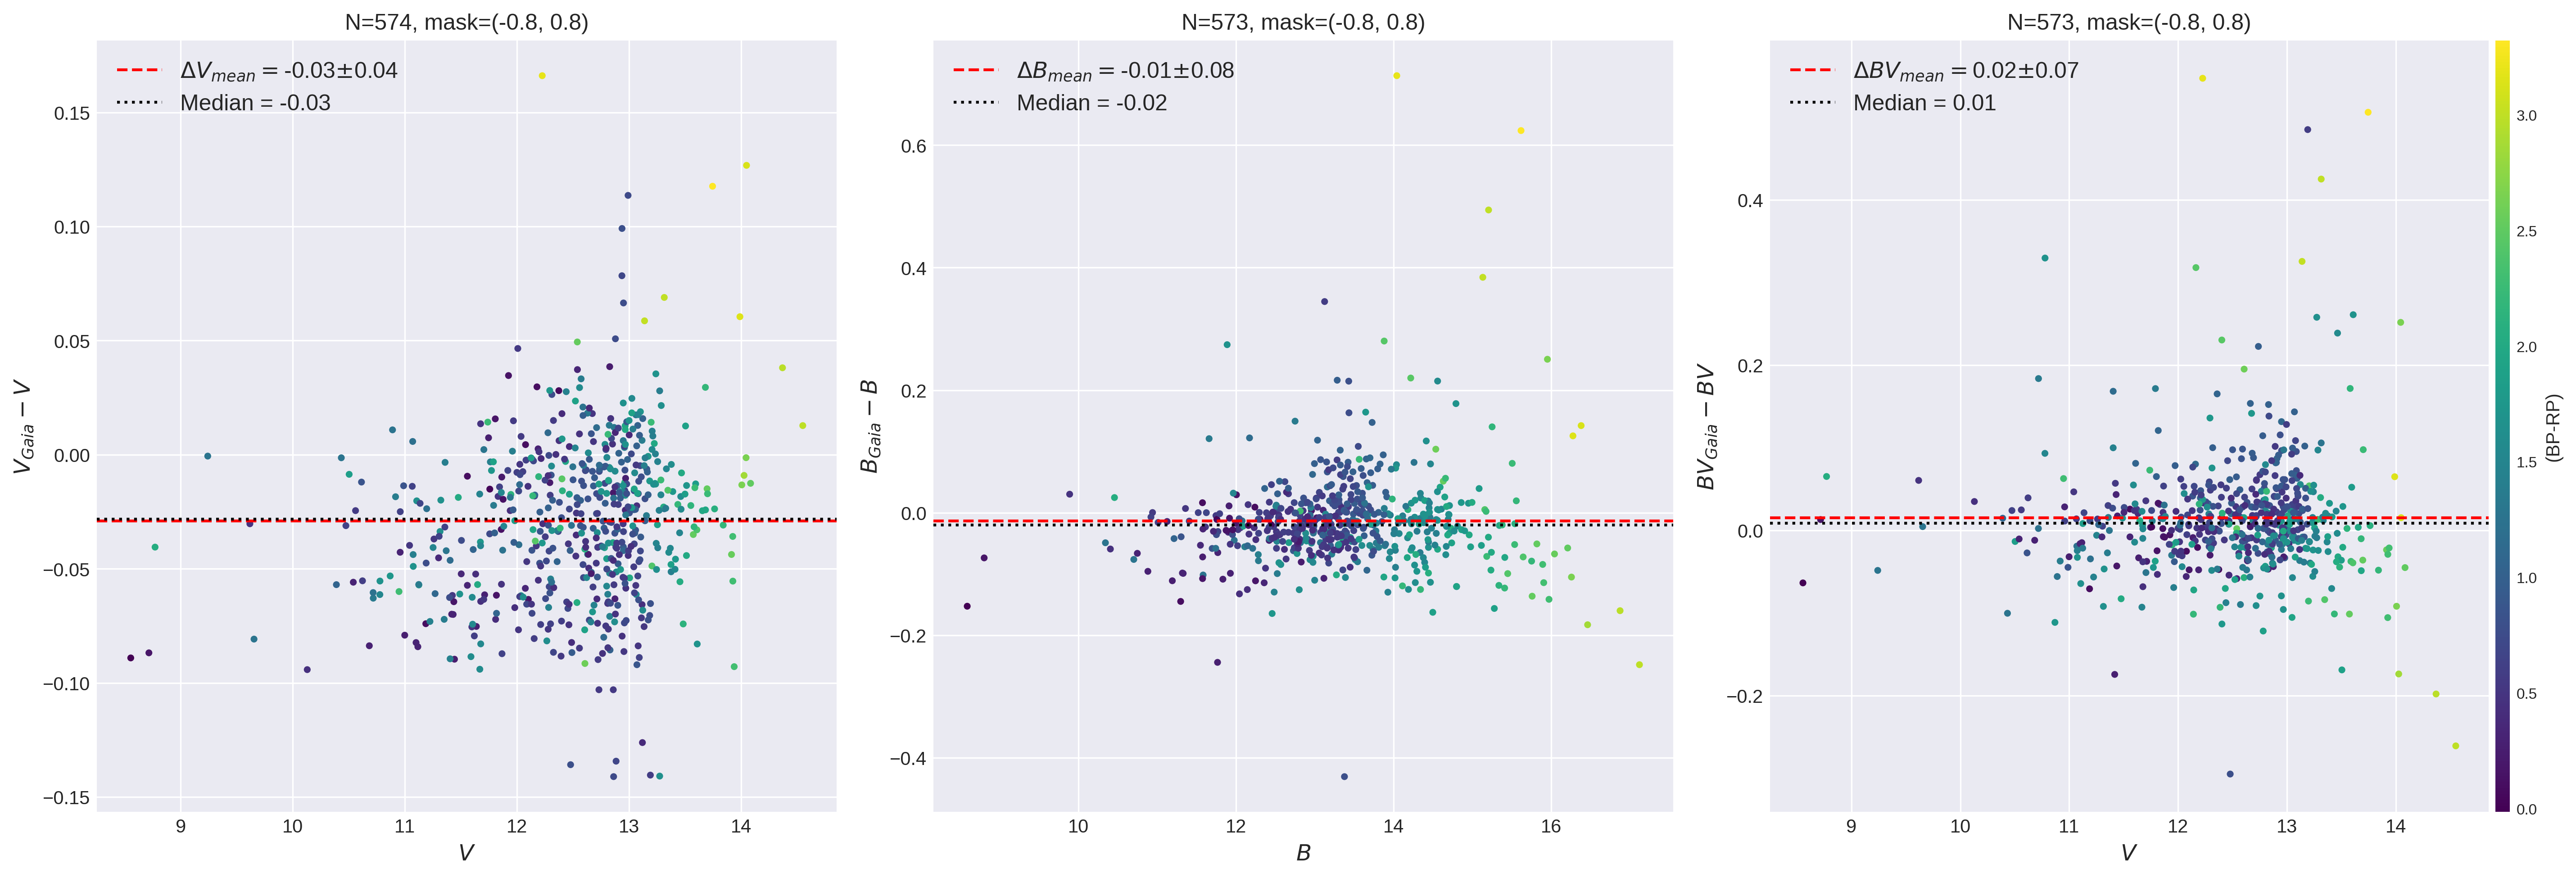 N=574, mask=(-0.8, 0.8)
ΔV_mean = -0.03±0.04
Median = -0.03
0.15
0.10
0.05
0.00
−0.05
−0.10
−0.15
V_Gaia − V
9
10
11
12
13
14
V
N=573, mask=(-0.8, 0.8)
ΔB_mean = -0.01±0.08
Median = -0.02
0.6
0.4
0.2
0.0
−0.2
−0.4
B_Gaia − B
10
12
14
16
B
N=573, mask=(-0.8, 0.8)
ΔBV_mean = 0.02±0.07
Median = 0.01
0.4
0.2
0.0
−0.2
BV_Gaia − BV
9
10
11
12
13
14
V
3.0
2.5
2.0
1.5
1.0
0.5
0.0
(BP-RP)